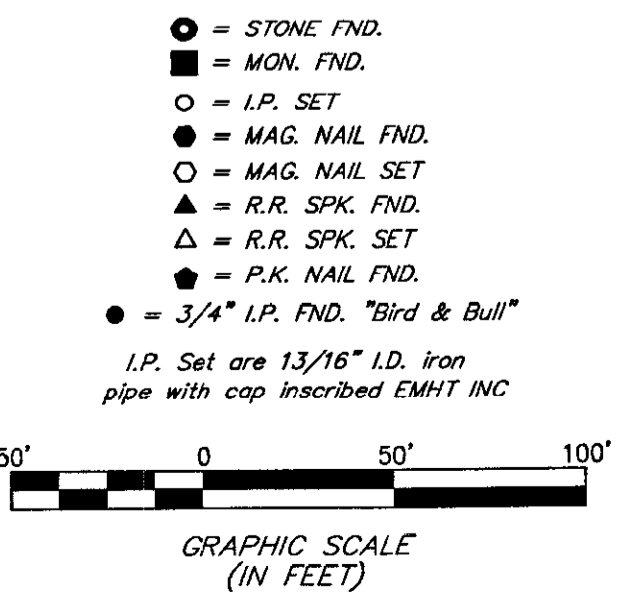 = STONE FND.
= MON. FND.
= I.P. SET
= MAG. NAIL FND.
= MAG. NAIL SET
= R.R. SPK. FND.
= R.R. SPK. SET
= P.K. NAIL FND.
= 3/4" I.P. FND. "Bird & Bull"
I.P. Set are 13/16" I.D. iron
pipe with cap inscribed EMHT INC
50' 0 50' 100'
GRAPHIC SCALE
(IN FEET)